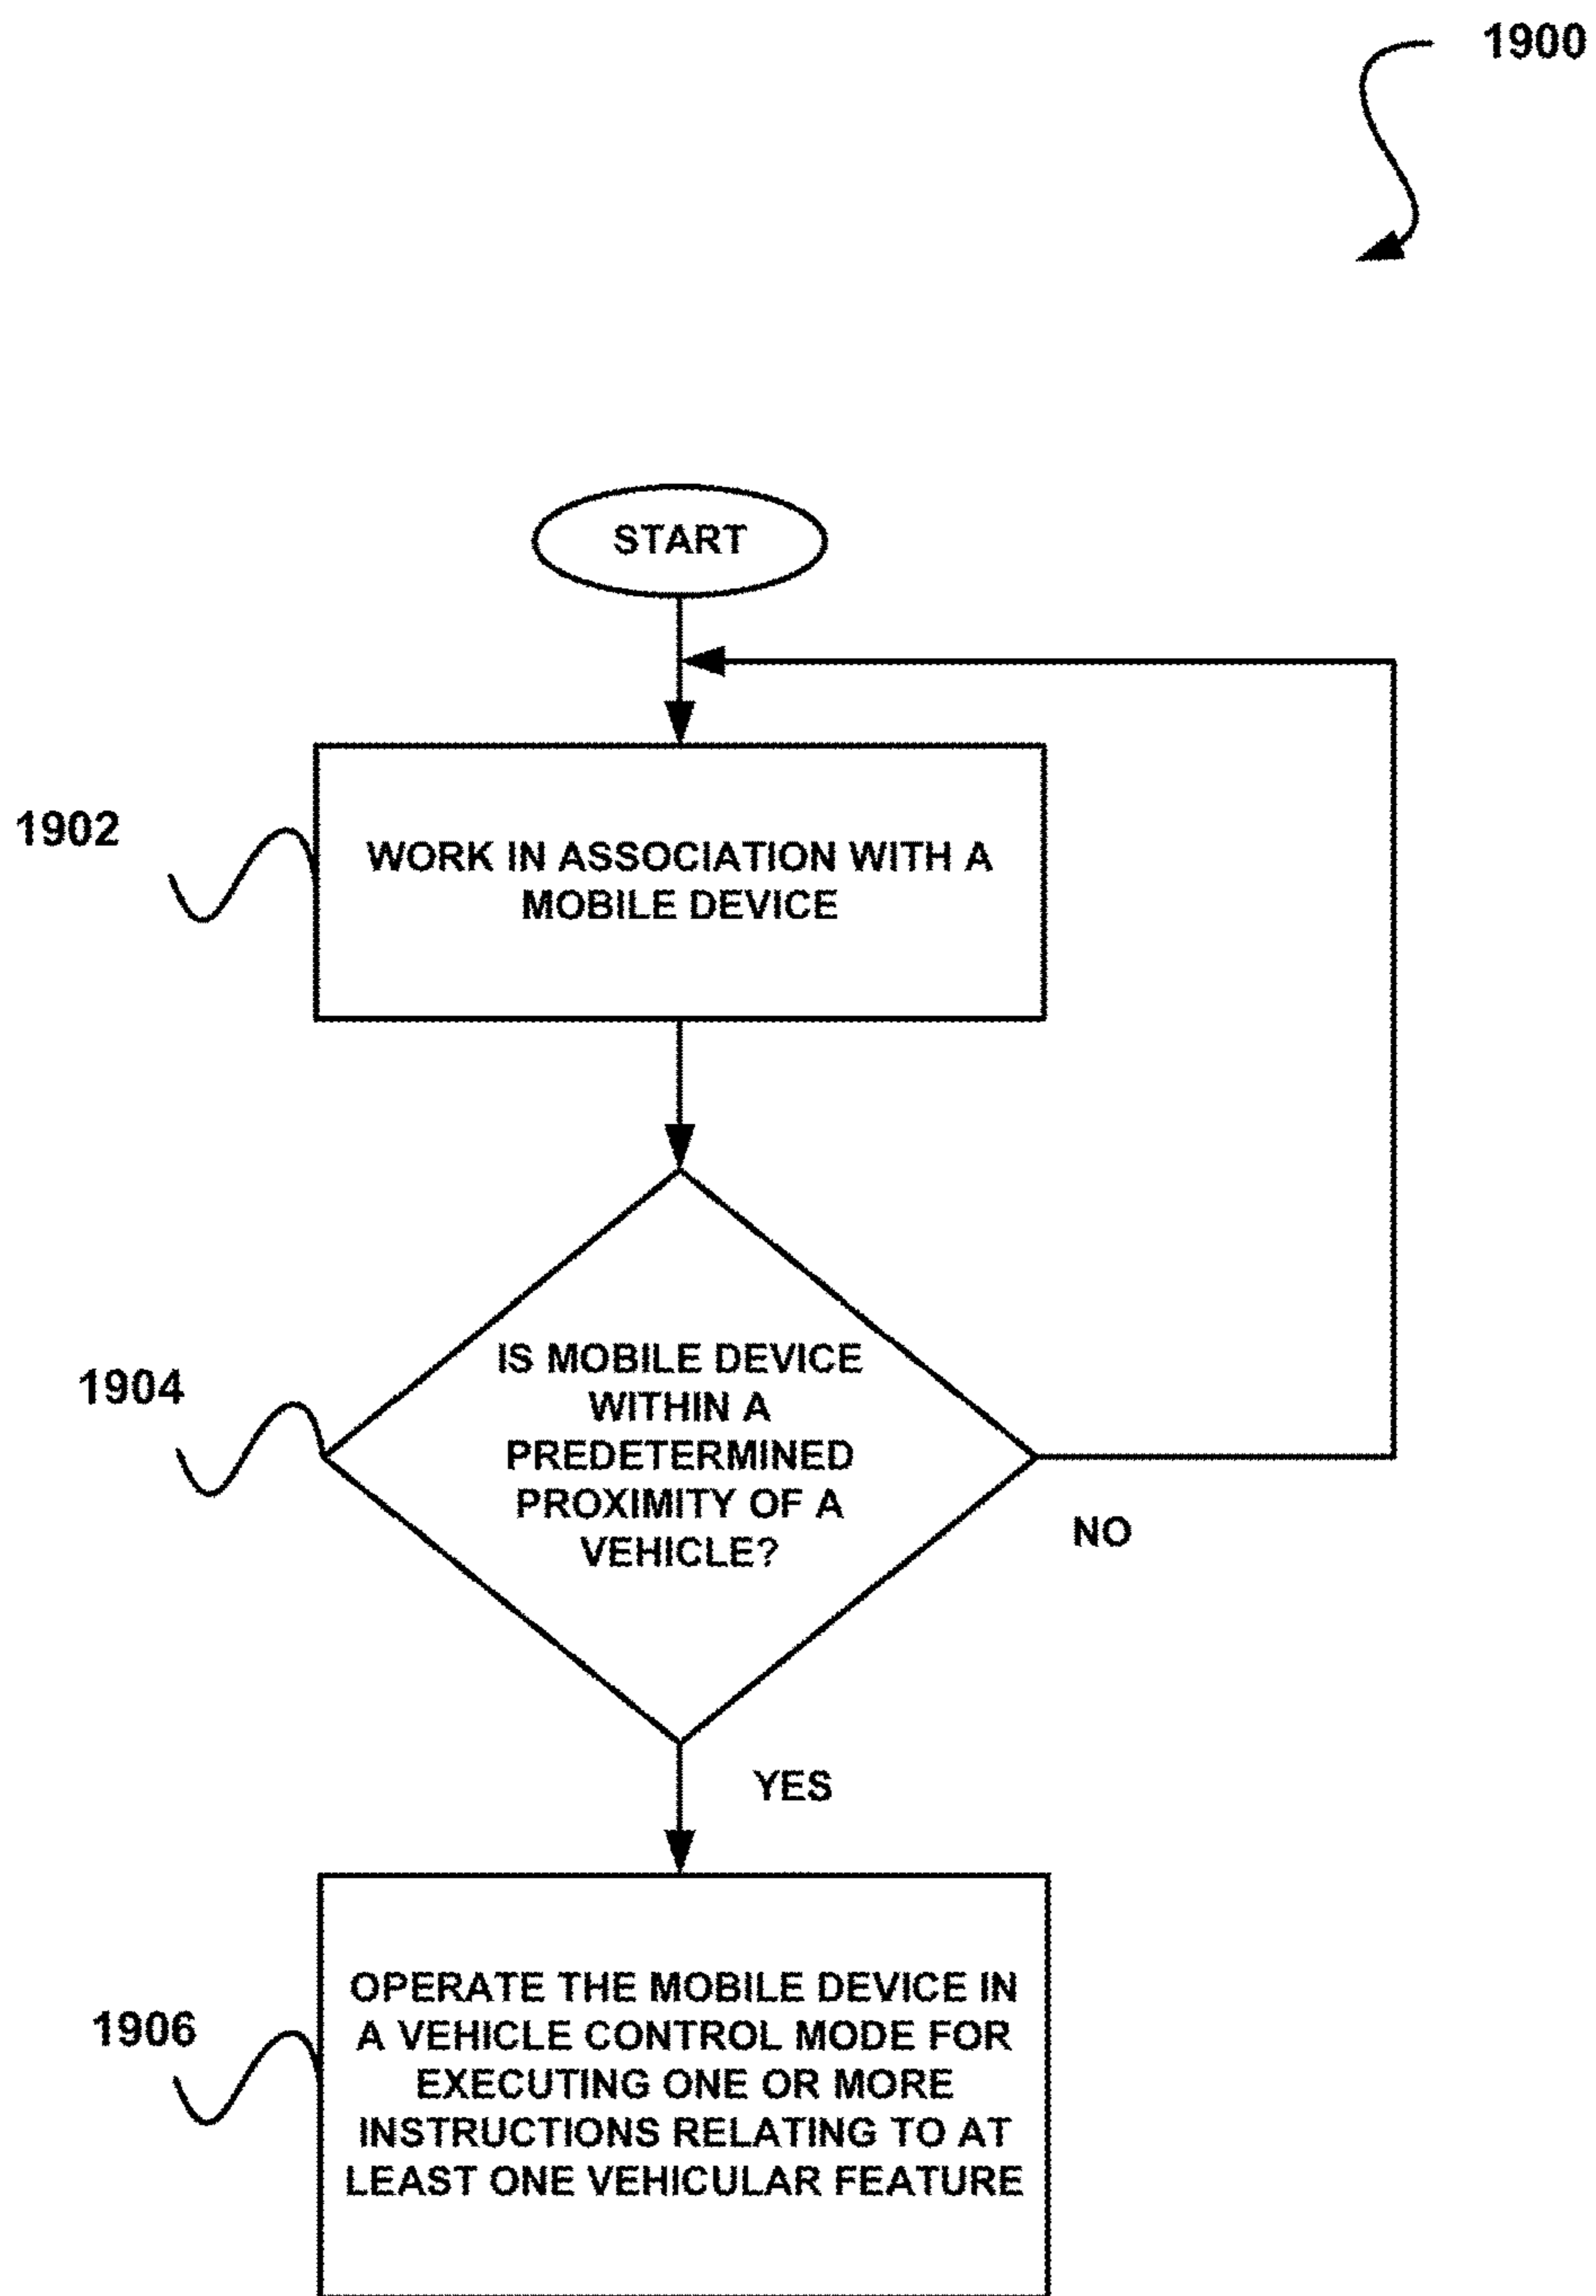 1900
START
1902
WORK IN ASSOCIATION WITH A
MOBILE DEVICE
1904
IS MOBILE DEVICE
WITHIN A
PREDETERMINED
PROXIMITY OF A
VEHICLE?
NO
YES
1906
OPERATE THE MOBILE DEVICE IN
A VEHICLE CONTROL MODE FOR
EXECUTING ONE OR MORE
INSTRUCTIONS RELATING TO AT
LEAST ONE VEHICULAR FEATURE